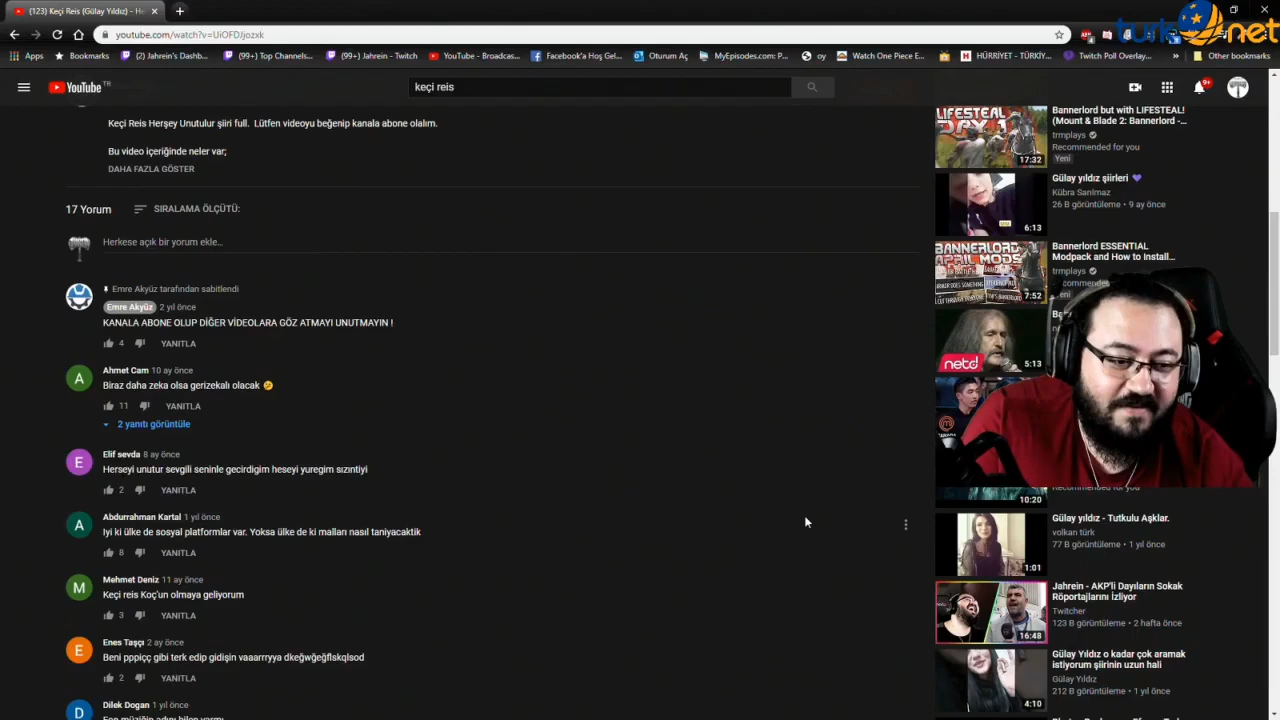 (123) Keçi Reis (Gülay Yıldız) - He
youtube.com/watch?v=UiOFDJjozxk
turk net
Apps
Bookmarks
(2) Jahrein's Dashb...
(99+) Top Channels...
(99+) Jahrein - Twitch
YouTube - Broadcas...
Facebook'a Hoş Gel...
Oturum Aç
MyEpisodes.com: P...
oy
Watch One Piece E...
HÜRRİYET - TÜRKİY...
Twitch Poll Overlay...
Other bookmarks
YouTube TR
keçi reis
9+
Keçi Reis Herşey Unutulur şiiri full. Lütfen videoyu beğenip kanala abone olalım.
Bu video içeriğinde neler var;
DAHA FAZLA GÖSTER
17 Yorum
SIRALAMA ÖLÇÜTÜ:
Herkese açık bir yorum ekle...
Emre Akyüz tarafından sabitlendi
Emre Akyüz 2 yıl önce
KANALA ABONE OLUP DİĞER VİDEOLARA GÖZ ATMAYI UNUTMAYIN !
4 YANITLA
A
Ahmet Cam 10 ay önce
Biraz daha zeka olsa gerizekalı olacak
11 YANITLA
2 yanıtı görüntüle
E
Elif sevda 8 ay önce
Herseyi unutur sevgili seninle gecirdigim heseyi yuregim sızıntiyi
2 YANITLA
A
Abdurrahman Kartal 1 yıl önce
Iyi ki ülke de sosyal platformlar var. Yoksa ülke de ki malları nasıl taniyacaktik
8 YANITLA
M
Mehmet Deniz 11 ay önce
Keçi reis Koç'un olmaya geliyorum
3 YANITLA
E
Enes Taşçı 2 ay önce
Beni pppiçç gibi terk edip gidişin vaaarrryya dkeğwğeğflskqlsod
2 YANITLA
D
Dilek Dogan 1 yıl önce
LIFESTEAL
DAY 1
17:32
Bannerlord but with LIFESTEAL!
(Mount & Blade 2: Bannerlord -...
trmplays
Recommended for you
Yeni
6:13
Gülay yıldız şiirleri
Kübra Sarılmaz
26 B görüntüleme • 9 ay önce
BANNERLORD
APRIL MODS
7:52
Bannerlord ESSENTIAL
Modpack and How to Install...
trmplays
netd
5:13
10:20
1:01
Gülay yıldız - Tutkulu Aşklar.
volkan türk
77 B görüntüleme • 1 yıl önce
16:48
Jahrein - AKP'li Dayıların Sokak
Röportajlarını İzliyor
Twitcher
123 B görüntüleme • 2 hafta önce
4:10
Gülay Yıldız o kadar çok aramak
istiyorum şiirinin uzun hali
Gülay Yıldız
212 B görüntüleme • 1 yıl önce